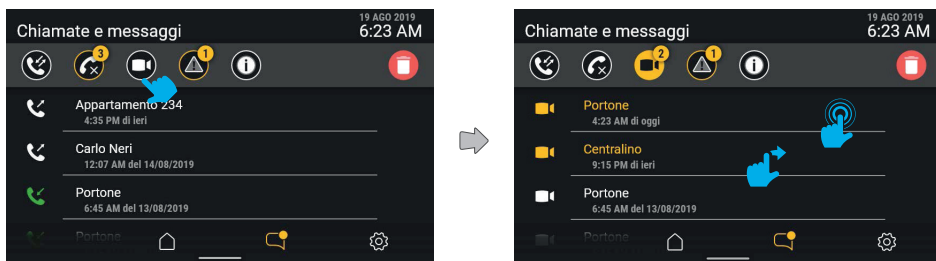 19 AGO 2019
Chiamate e messaggi 6:23 AM
3 1
Appartamento 234
4:35 PM di ieri
Carlo Neri
12:07 AM del 14/08/2019
Portone
6:45 AM del 13/08/2019
Portone
19 AGO 2019
Chiamate e messaggi 6:23 AM
2 1
Portone
4:23 AM di oggi
Centralino
9:15 PM di ieri
Portone
6:45 AM del 13/08/2019
Portone